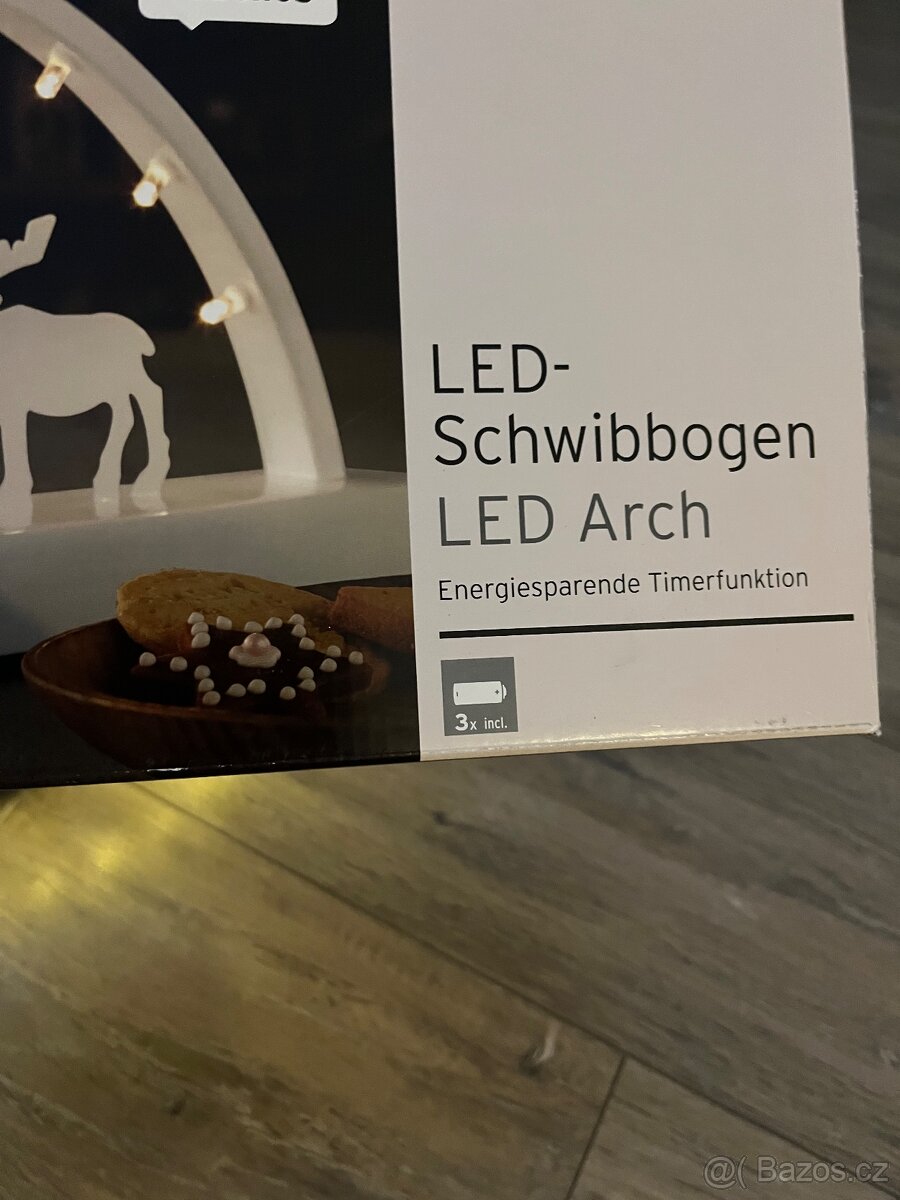 LED-
Schwibbogen
LED Arch
Energiesparende Timerfunktion
3x incl.
@( Bazos.cz